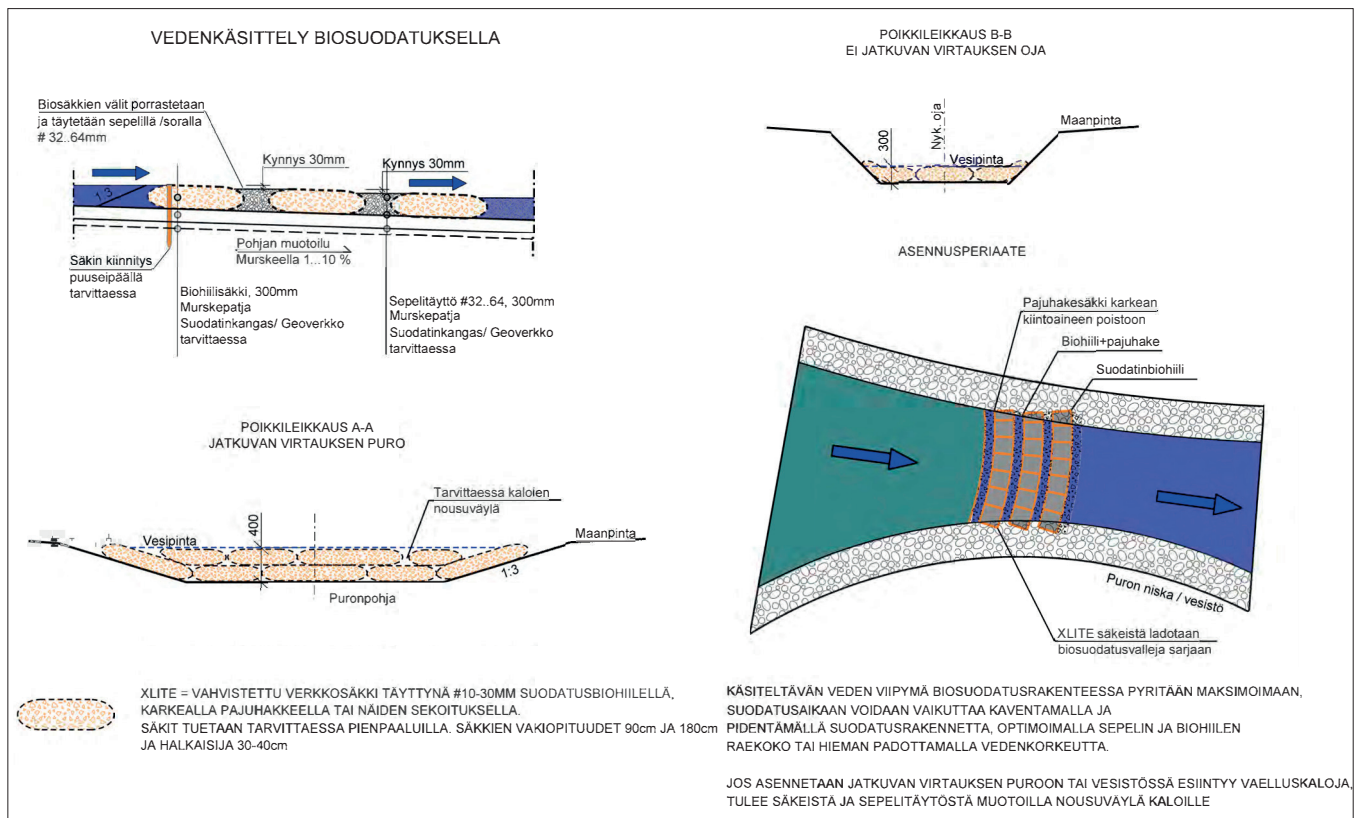 VEDENKÄSITTELY BIOSUODATUKSELLA
Biosäkkien välit porrastetaan
ja täytetään sepelillä /soralla
# 32..64mm
Kynnys 30mm
Kynnys 30mm
1:3
Pohjan muotoilu
Murskeella 1...10 %
Säkin kiinnitys
puuseipäällä
tarvittaessa
Biohiilisäkki, 300mm
Murskepatja
Suodatinkangas/ Geoverkko
tarvittaessa
Sepelitäyttö #32..64, 300mm
Murskepatja
Suodatinkangas/ Geoverkko
tarvittaessa
POIKKILEIKKAUS A-A
JATKUVAN VIRTAUKSEN PURO
Tarvittaessa kalojen
nousuväylä
Vesipinta
400
Maanpinta
1:3
Puronpohja
XLITE = VAHVISTETTU VERKKOSÄKKI TÄYTTYNÄ #10-30MM SUODATUSBIOHIILELLÄ,
KARKEALLA PAJUHAKKEELLA TAI NÄIDEN SEKOITUKSELLA.
SÄKIT TUETAAN TARVITTAESSA PIENPAALUILLA. SÄKKIEN VAKIOPITUUDET 90cm JA 180cm
JA HALKAISIJA 30-40cm
POIKKILEIKKAUS B-B
EI JATKUVAN VIRTAUKSEN OJA
300
Nyk. oja
Maanpinta
Vesipinta
ASENNUSPERIAATE
Pajuhakesäkki karkean
kiintoaineen poistoon
Biohiili+pajuhake
Suodatinbiohiili
Puron niska / vesistö
XLITE säkeistä ladotaan
biosuodatusvalleja sarjaan
KÄSITELTÄVÄN VEDEN VIIPYMÄ BIOSUODATUSRAKENTEESSA PYRITÄÄN MAKSIMOIMAAN,
SUODATUSAIKAAN VOIDAAN VAIKUTTAA KAVENTAMALLA JA
PIDENTÄMÄLLÄ SUODATUSRAKENNETTA, OPTIMOIMALLA SEPELIN JA BIOHIILEN
RAEKOKO TAI HIEMAN PADOTTAMALLA VEDENKORKEUTTA.
JOS ASENNETAAN JATKUVAN VIRTAUKSEN PUROON TAI VESISTÖSSÄ ESIINTYY VAELLUSKALOJA,
TULEE SÄKEISTÄ JA SEPELITÄYTÖSTÄ MUOTOILLA NOUSUVÄYLÄ KALOILLE